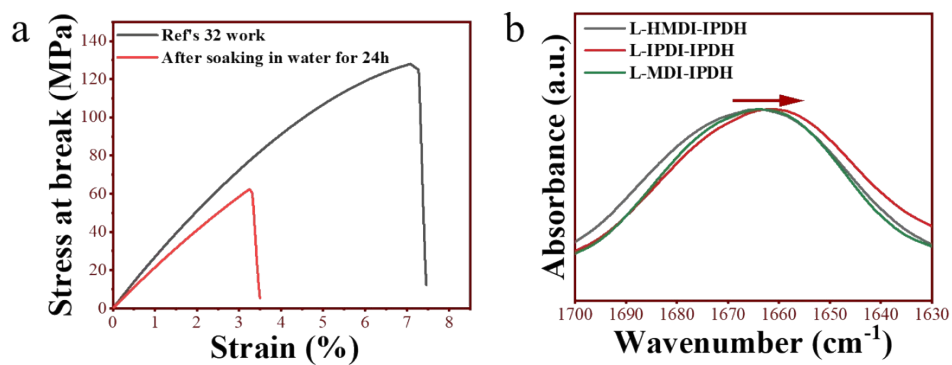 a
Stress at break (MPa)
140
120
100
80
60
40
20
0
Ref's 32 work
After soaking in water for 24h
0 1 2 3 4 5 6 7 8
Strain (%)
b
Absorbance (a.u.)
L-HMDI-IPDH
L-IPDI-IPDH
L-MDI-IPDH
1700 1690 1680 1670 1660 1650 1640 1630
Wavenumber (cm⁻¹)